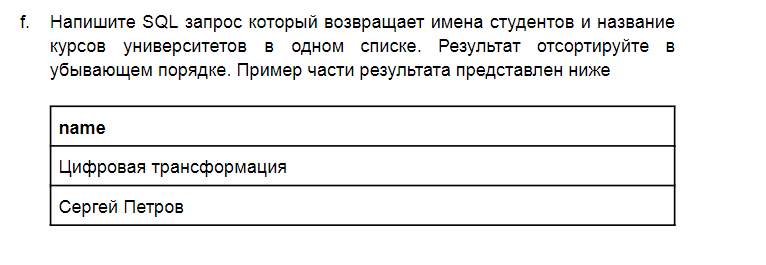 f. Напишите SQL запрос который возвращает имена студентов и название
курсов университетов в одном списке. Результат отсортируйте в
убывающем порядке. Пример части результата представлен ниже
name
Цифровая трансформация
Сергей Петров